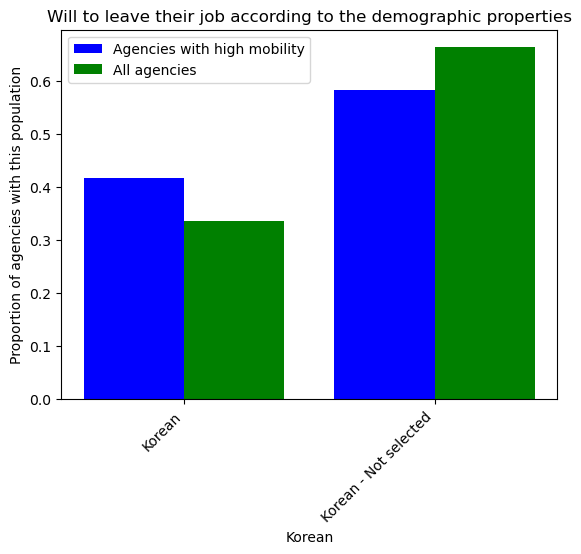 Will to leave their job according to the demographic properties
Agencies with high mobility
All agencies
Proportion of agencies with this population
0.6
0.5
0.4
0.3
0.2
0.1
0.0
Korean
Korean - Not selected
Korean